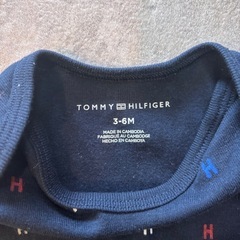 TOMMY HILFIGER
3-6M
MADE IN CAMBODIA
FABRIQUÉ AU CAMBODGE
HECHO EN CAMBOYA
H
H
H